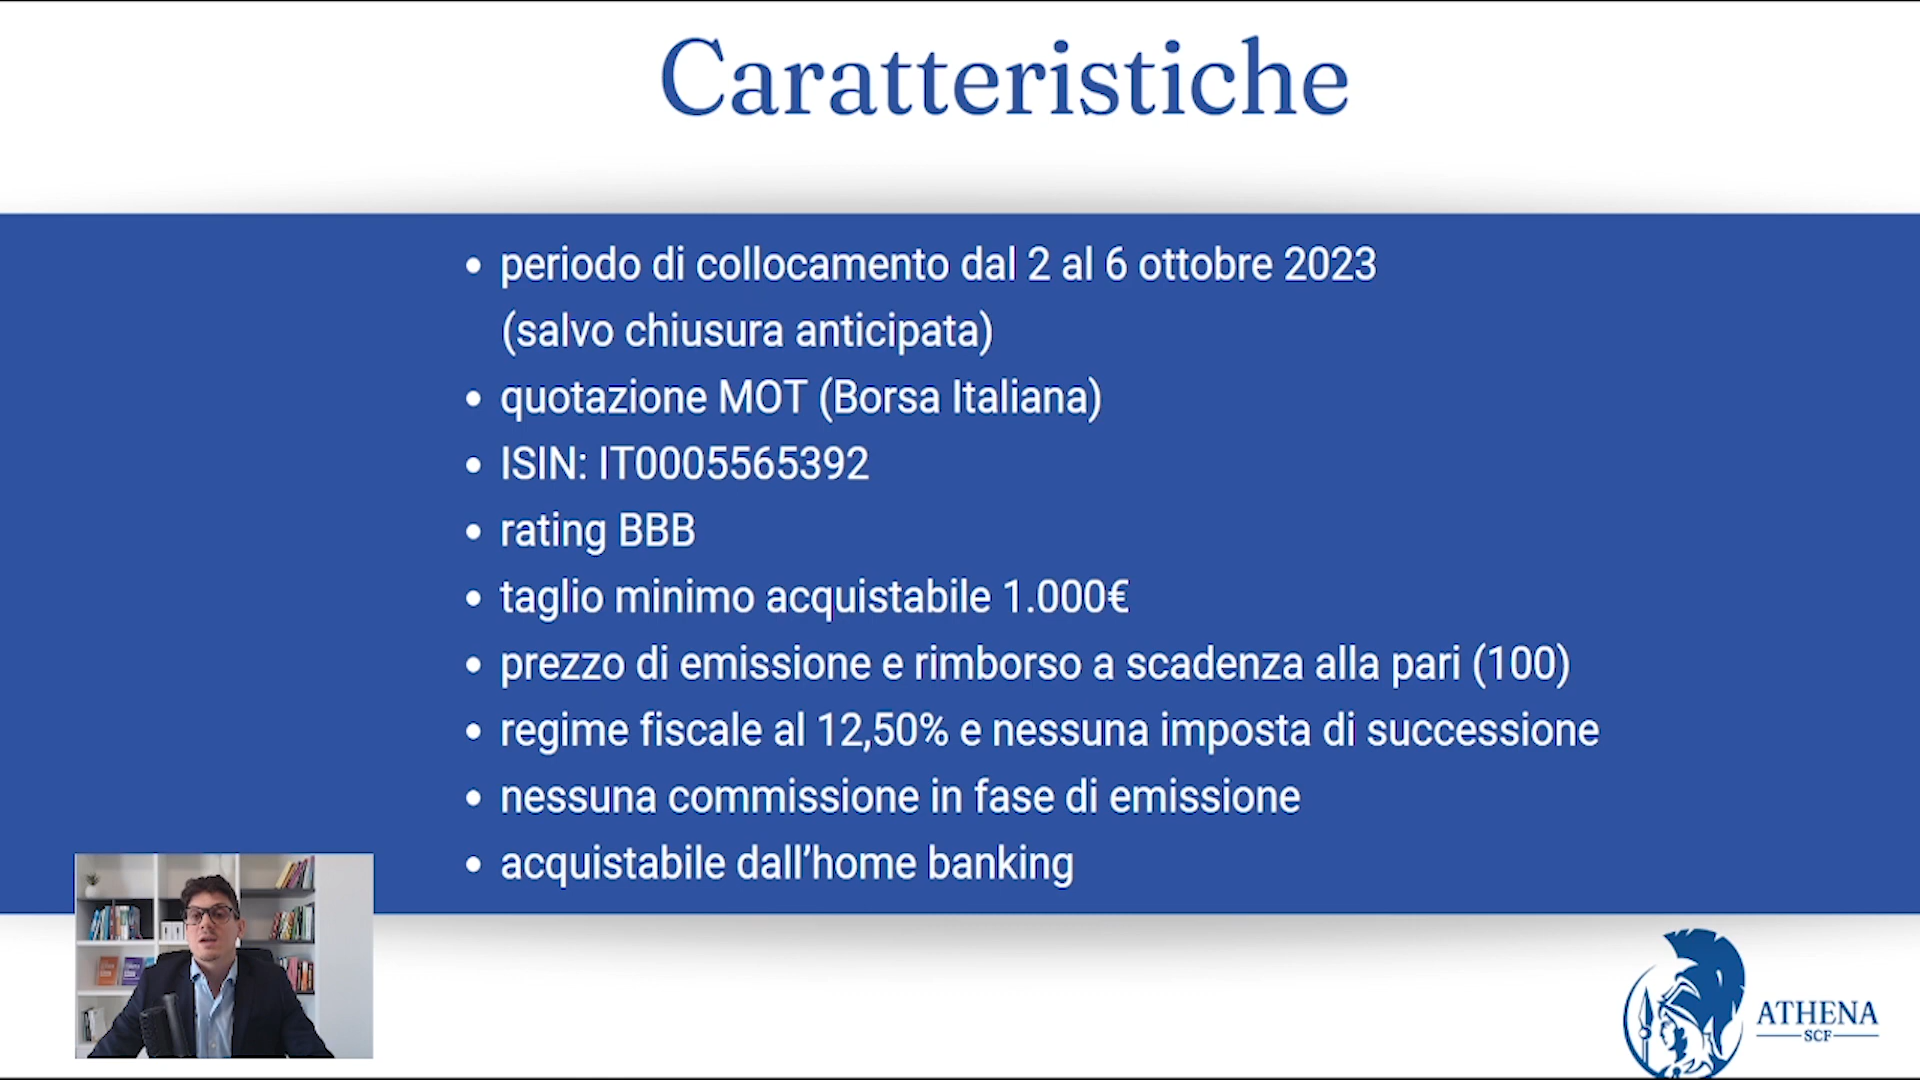 Caratteristiche
• periodo di collocamento dal 2 al 6 ottobre 2023
(salvo chiusura anticipata)
• quotazione MOT (Borsa Italiana)
• ISIN: IT0005565392
• rating BBB
• taglio minimo acquistabile 1.000€
• prezzo di emissione e rimborso a scadenza alla pari (100)
• regime fiscale al 12,50% e nessuna imposta di successione
• nessuna commissione in fase di emissione
• acquistabile dall’home banking
ATHENA
SCF